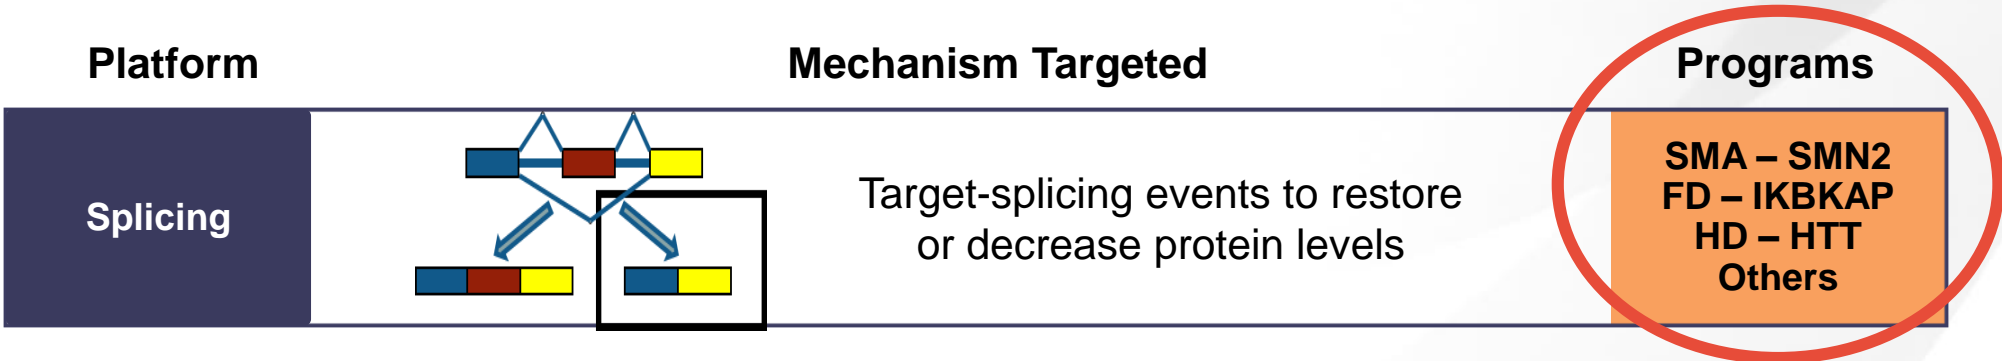 Platform
Mechanism Targeted
Programs
Splicing
Target-splicing events to restore
or decrease protein levels
SMA – SMN2
FD – IKBKAP
HD – HTT
Others